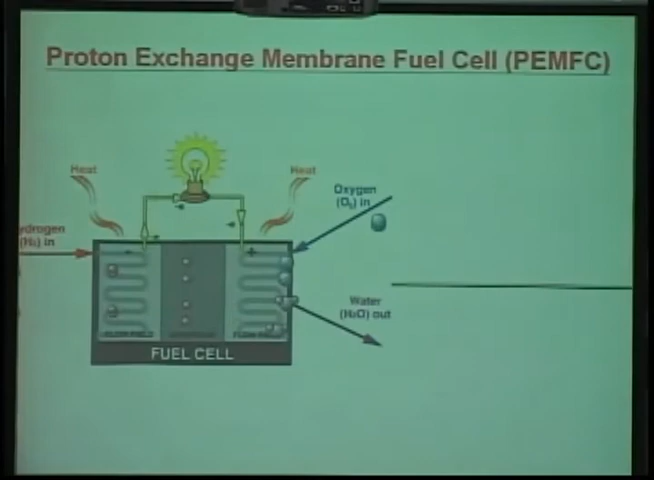 Proton Exchange Membrane Fuel Cell (PEMFC)
Heat
Heat
Oxygen
(O₂) in
ydrogen
(H₂) in
- +
Water
(H₂O) out
FUEL CELL